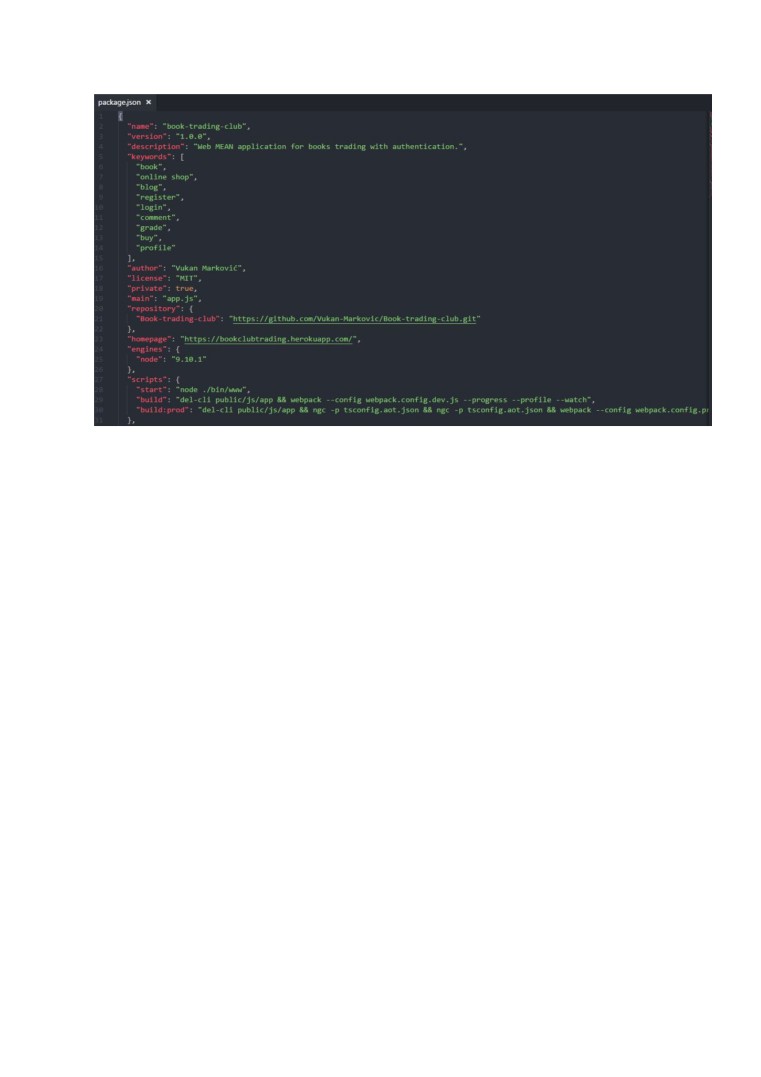 package.json ×
1 {
2 "name": "book-trading-club",
3 "version": "1.0.0",
4 "description": "Web MEAN application for books trading with authentication.",
5 "keywords": [
6 "book",
7 "online shop",
8 "blog",
9 "register",
10 "login",
11 "comment",
12 "grade",
13 "buy",
14 "profile"
15 ],
16 "author": "Vukan Marković",
17 "license": "MIT",
18 "private": true,
19 "main": "app.js",
20 "repository": {
21 "Book-trading-club": "https://github.com/Vukan-Markovic/Book-trading-club.git"
22 },
23 "homepage": "https://bookclubtrading.herokuapp.com/",
24 "engines": {
25 "node": "9.10.1"
26 },
27 "scripts": {
28 "start": "node ./bin/www",
29 "build": "del-cli public/js/app && webpack --config webpack.config.dev.js --progress --profile --watch",
30 "build:prod": "del-cli public/js/app && ngc -p tsconfig.aot.json && ngc -p tsconfig.aot.json && webpack --config webpack.config.p
31 },